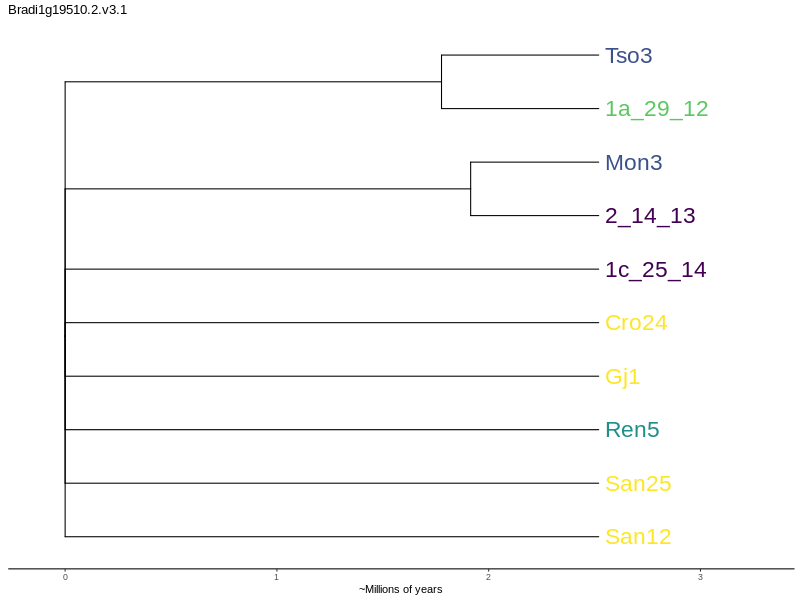 Bradi1g19510.2.v3.1
Tso3
1a_29_12
Mon3
2_14_13
1c_25_14
Cro24
Gj1
Ren5
San25
San12
0 1 2 3
~Millions of years